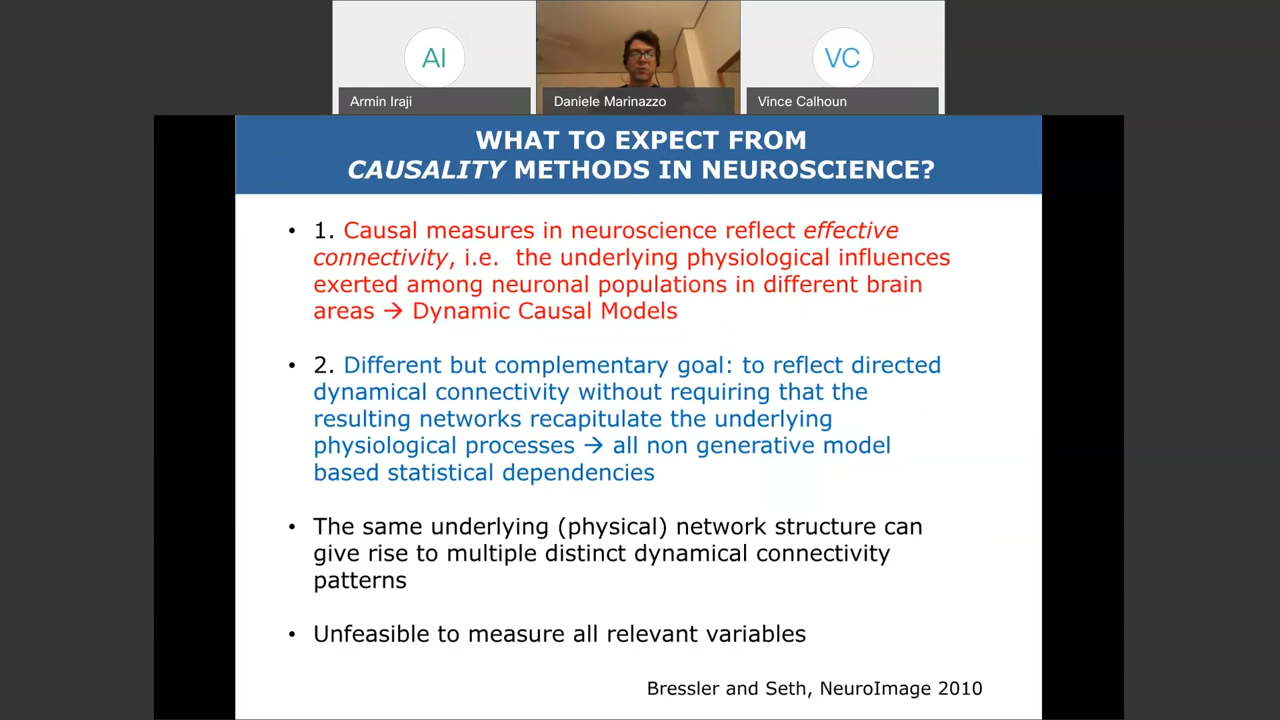 AI
VC
Armin Iraji
Daniele Marinazzo
Vince Calhoun
WHAT TO EXPECT FROM
CAUSALITY METHODS IN NEUROSCIENCE?
• 1. Causal measures in neuroscience reflect effective
connectivity, i.e. the underlying physiological influences
exerted among neuronal populations in different brain
areas → Dynamic Causal Models
• 2. Different but complementary goal: to reflect directed
dynamical connectivity without requiring that the
resulting networks recapitulate the underlying
physiological processes → all non generative model
based statistical dependencies
• The same underlying (physical) network structure can
give rise to multiple distinct dynamical connectivity
patterns
• Unfeasible to measure all relevant variables
Bressler and Seth, NeuroImage 2010